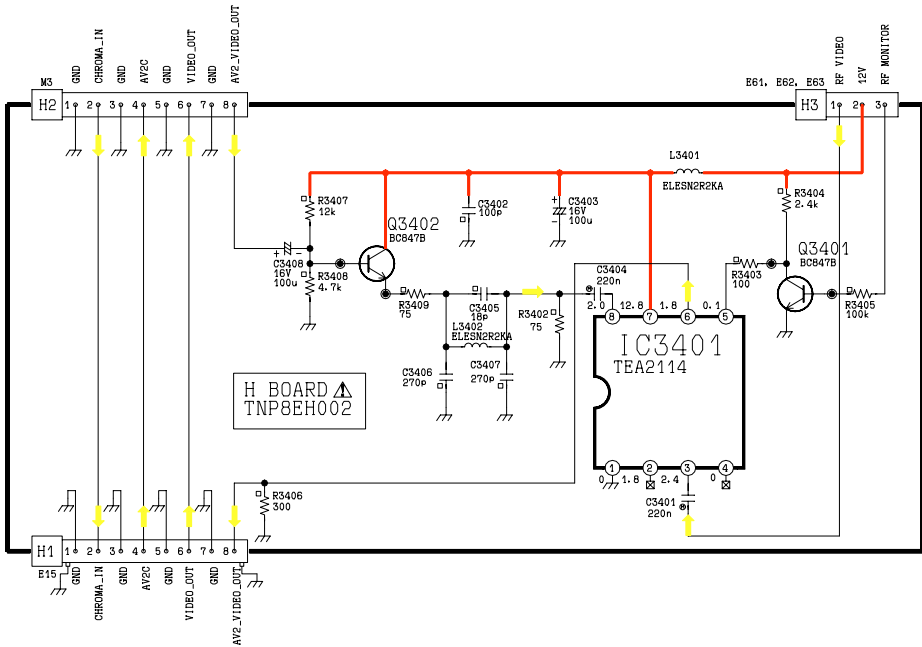 GND
CHROMA_IN
GND
AV2C
GND
VIDEO_OUT
GND
AV2_VIDEO_OUT
M3
H2
1 2 3 4 5 6 7 8
RF VIDEO
12V
RF MONITOR
E61, E62, E63
H3
1 2 3
L3401
ELESN2R2KA
R3407
12k
Q3402
BC847B
C3402
100p
+
C3403
16V
100u
-
R3404
2.4k
Q3401
BC847B
+ -
C3408
16V
100u
R3408
4.7k
R3409
75
C3405
18p
L3402
ELESN2R2KA
R3402
75
C3404
220n
R3403
100
R3405
100k
2.0 12.8 1.8 0.1
8 7 6 5
IC3401
TEA2114
C3406
270p
C3407
270p
H BOARD
TNP8EH002
1 2 3 4
0 1.8 2.4 0
R3406
300
C3401
220n
H1
1 2 3 4 5 6 7 8
E15
GND
CHROMA_IN
GND
AV2C
GND
VIDEO_OUT
GND
AV2_VIDEO_OUT